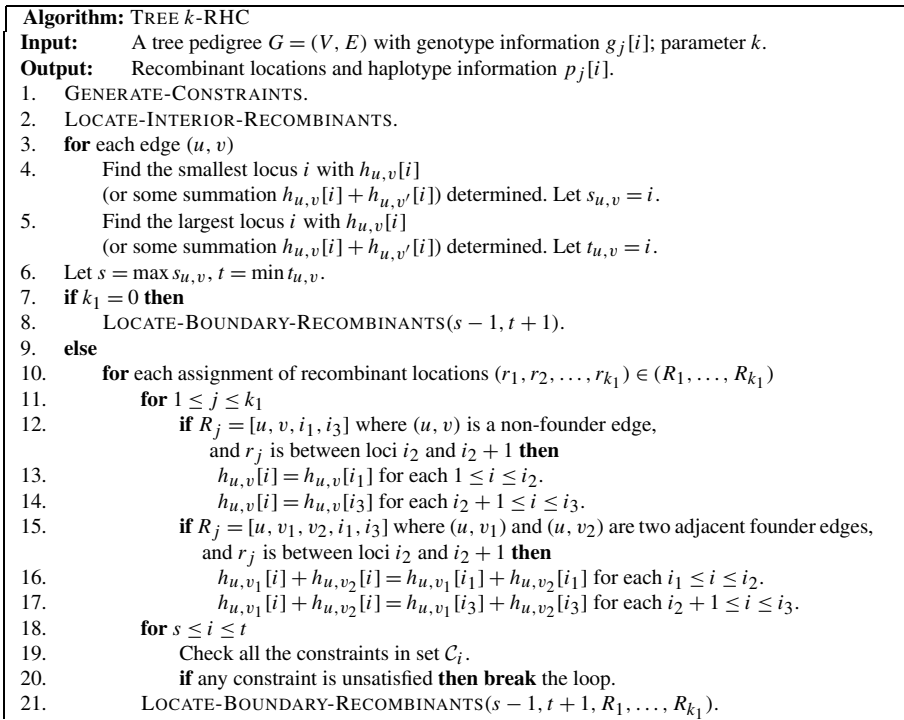 Algorithm: TREE k-RHC
Input: A tree pedigree G = (V, E) with genotype information g_j[i]; parameter k.
Output: Recombinant locations and haplotype information p_j[i].
1. GENERATE-CONSTRAINTS.
2. LOCATE-INTERIOR-RECOMBINANTS.
3. for each edge (u, v)
4. Find the smallest locus i with h_{u,v}[i]
(or some summation h_{u,v}[i] + h_{u,v'}[i]) determined. Let s_{u,v} = i.
5. Find the largest locus i with h_{u,v}[i]
(or some summation h_{u,v}[i] + h_{u,v'}[i]) determined. Let t_{u,v} = i.
6. Let s = max s_{u,v}, t = min t_{u,v}.
7. if k_1 = 0 then
8. LOCATE-BOUNDARY-RECOMBINANTS(s − 1, t + 1).
9. else
10. for each assignment of recombinant locations (r_1, r_2, . . . , r_{k_1}) ∈ (R_1, . . . , R_{k_1})
11. for 1 ≤ j ≤ k_1
12. if R_j = [u, v, i_1, i_3] where (u, v) is a non-founder edge,
and r_j is between loci i_2 and i_2 + 1 then
13. h_{u,v}[i] = h_{u,v}[i_1] for each 1 ≤ i ≤ i_2.
14. h_{u,v}[i] = h_{u,v}[i_3] for each i_2 + 1 ≤ i ≤ i_3.
15. if R_j = [u, v_1, v_2, i_1, i_3] where (u, v_1) and (u, v_2) are two adjacent founder edges,
and r_j is between loci i_2 and i_2 + 1 then
16. h_{u,v_1}[i] + h_{u,v_2}[i] = h_{u,v_1}[i_1] + h_{u,v_2}[i_1] for each i_1 ≤ i ≤ i_2.
17. h_{u,v_1}[i] + h_{u,v_2}[i] = h_{u,v_1}[i_3] + h_{u,v_2}[i_3] for each i_2 + 1 ≤ i ≤ i_3.
18. for s ≤ i ≤ t
19. Check all the constraints in set C_i.
20. if any constraint is unsatisfied then break the loop.
21. LOCATE-BOUNDARY-RECOMBINANTS(s − 1, t + 1, R_1, . . . , R_{k_1}).